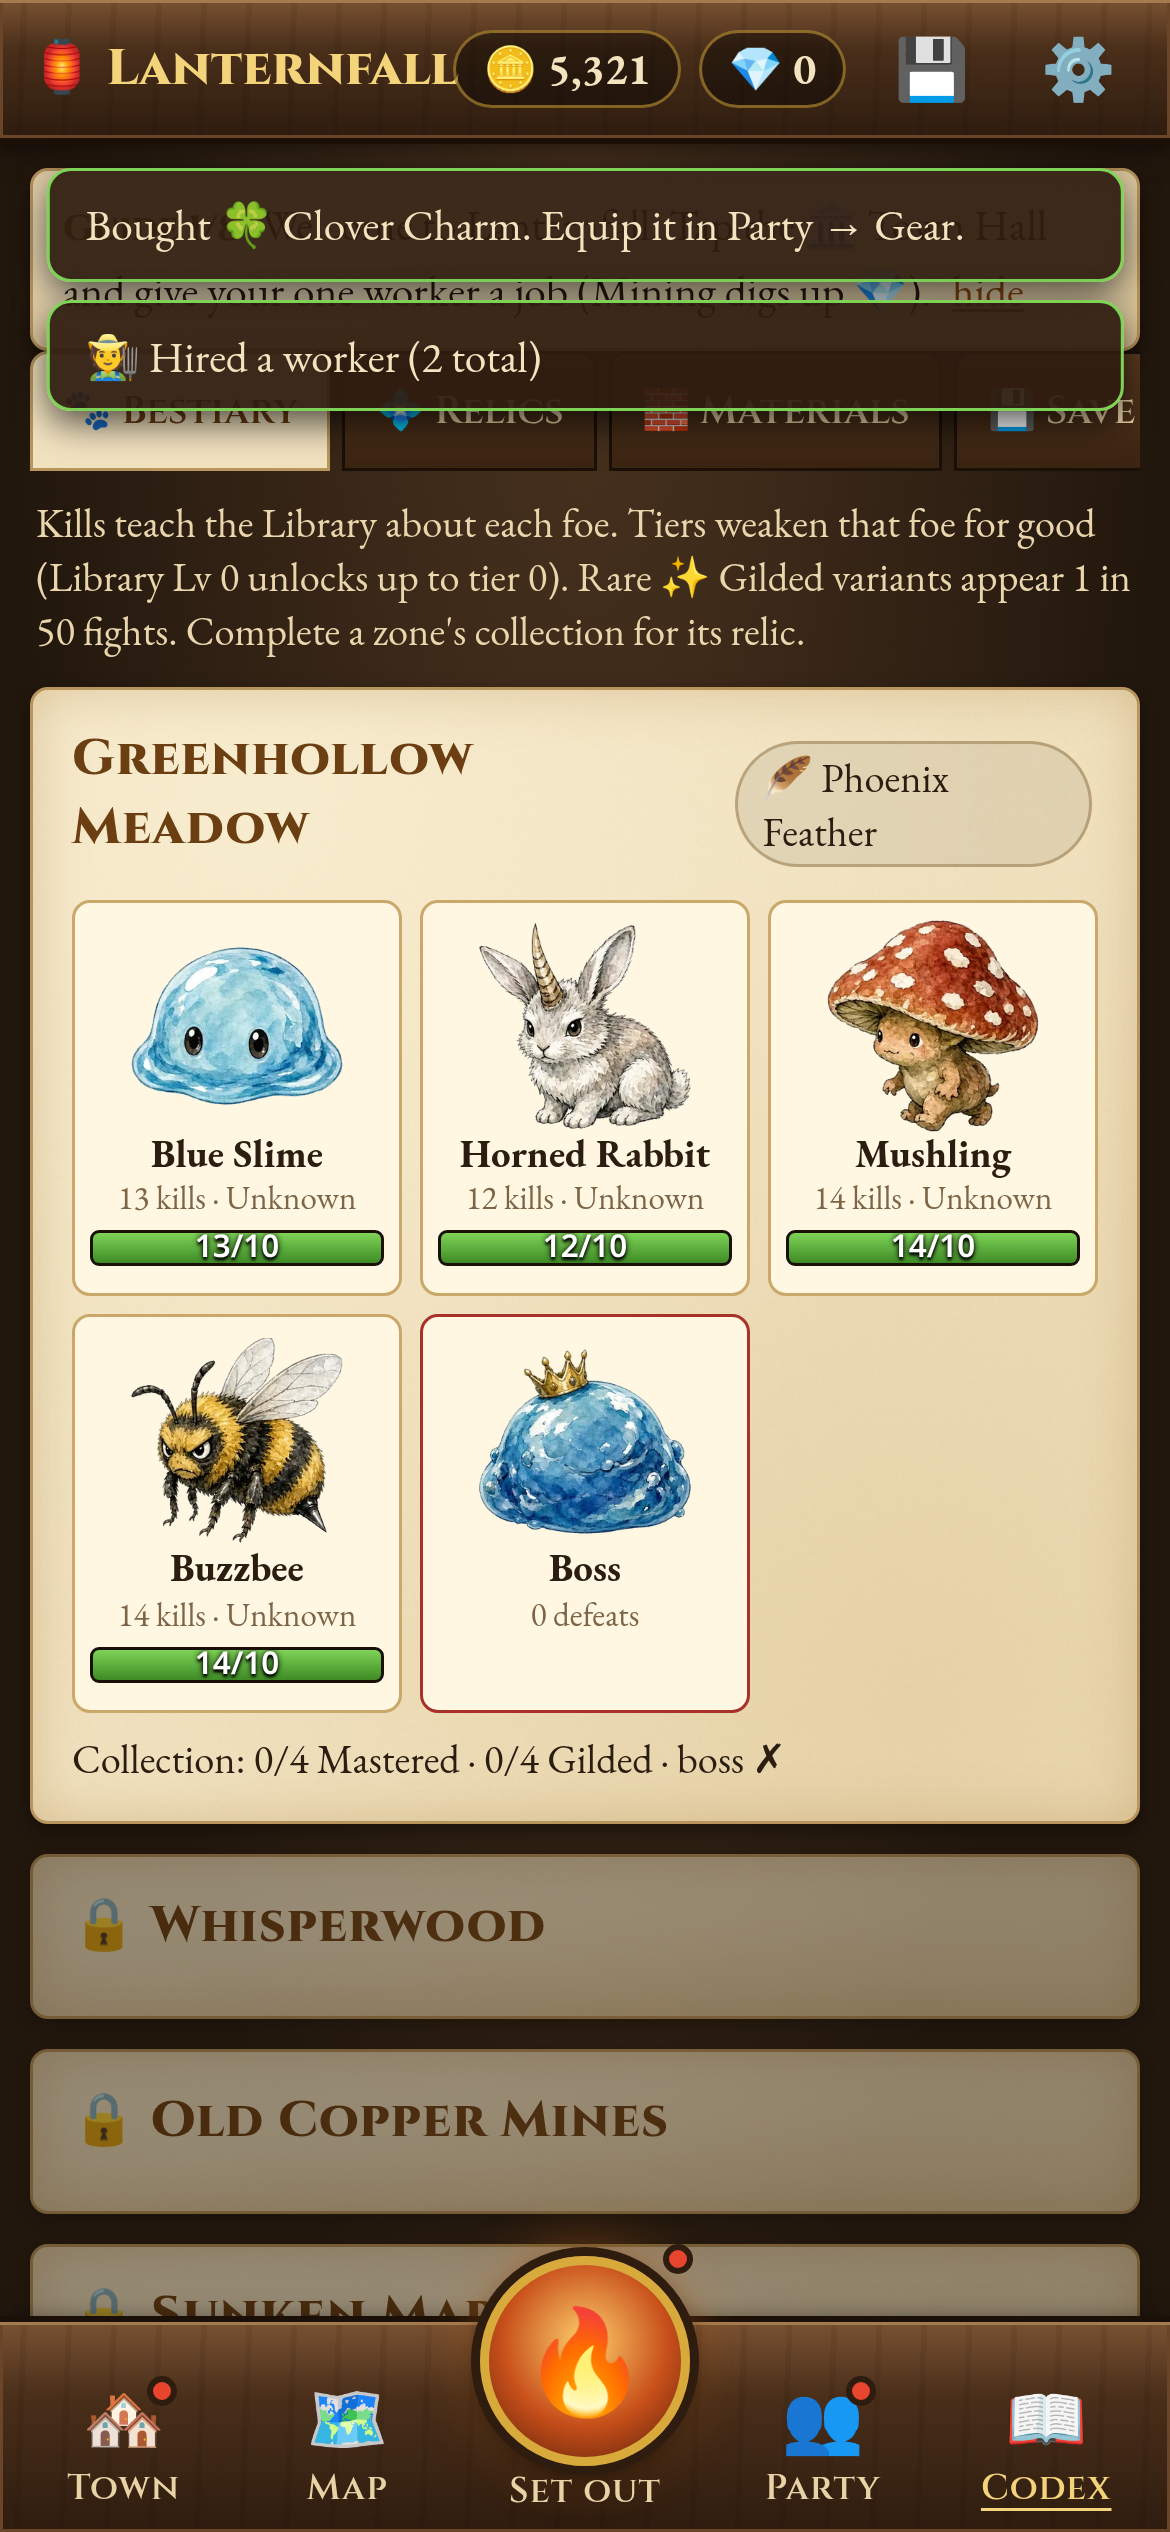 LANTERNFALL
5,321
0
Bought 🍀 Clover Charm. Equip it in Party → Gear.
Hall
and give your one worker a job (Mining digs up 💎). hide
Hired a worker (2 total)
BESTIARY
RELICS
MATERIALS
SAVE
Kills teach the Library about each foe. Tiers weaken that foe for good
(Library Lv 0 unlocks up to tier 0). Rare ✨ Gilded variants appear 1 in
50 fights. Complete a zone's collection for its relic.
GREENHOLLOW
MEADOW
Phoenix
Feather
Blue Slime
13 kills · Unknown
13/10
Horned Rabbit
12 kills · Unknown
12/10
Mushling
14 kills · Unknown
14/10
Buzzbee
14 kills · Unknown
14/10
Boss
0 defeats
Collection: 0/4 Mastered · 0/4 Gilded · boss ✗
WHISPERWOOD
OLD COPPER MINES
SUNKEN
TOWN
MAP
SET OUT
PARTY
CODEX